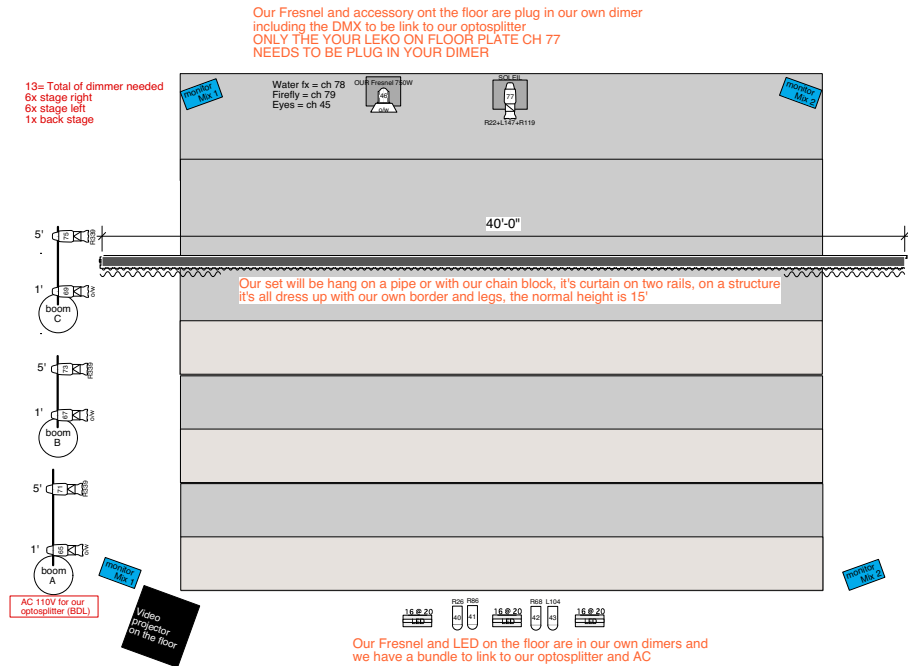 Our Fresnel and accessory ont the floor are plug in our own dimer
including the DMX to be link to our optosplitter
ONLY THE YOUR LEKO ON FLOOR PLATE CH 77
NEEDS TO BE PLUG IN YOUR DIMER
13= Total of dimmer needed
6x stage right
6x stage left
1x back stage
monitor
Mix 1
Water fx = ch 78
Firefly = ch 79
Eyes = ch 45
OUR Fresnel 750W
46
o/w
SOLEIL
77
R22+L147+R119
monitor
Mix 2
40'-0"
5'
75
R339
1'
69
o/w
boom
C
Our set will be hang on a pipe or with our chain block, it's curtain on two rails, on a structure
it's all dress up with our own border and legs, the normal height is 15'
5'
73
R339
1'
67
o/w
boom
B
5'
71
R339
1'
65
o/w
boom
A
monitor
Mix 1
monitor
Mix 2
AC 110V for our
optosplitter (BDL)
Video
projector
on the floor
16 @ 20
LED
R26
40
R86
41
16 @ 20
LED
R68
42
L104
43
16 @ 20
LED
Our Fresnel and LED on the floor are in our own dimers and
we have a bundle to link to our optosplitter and AC